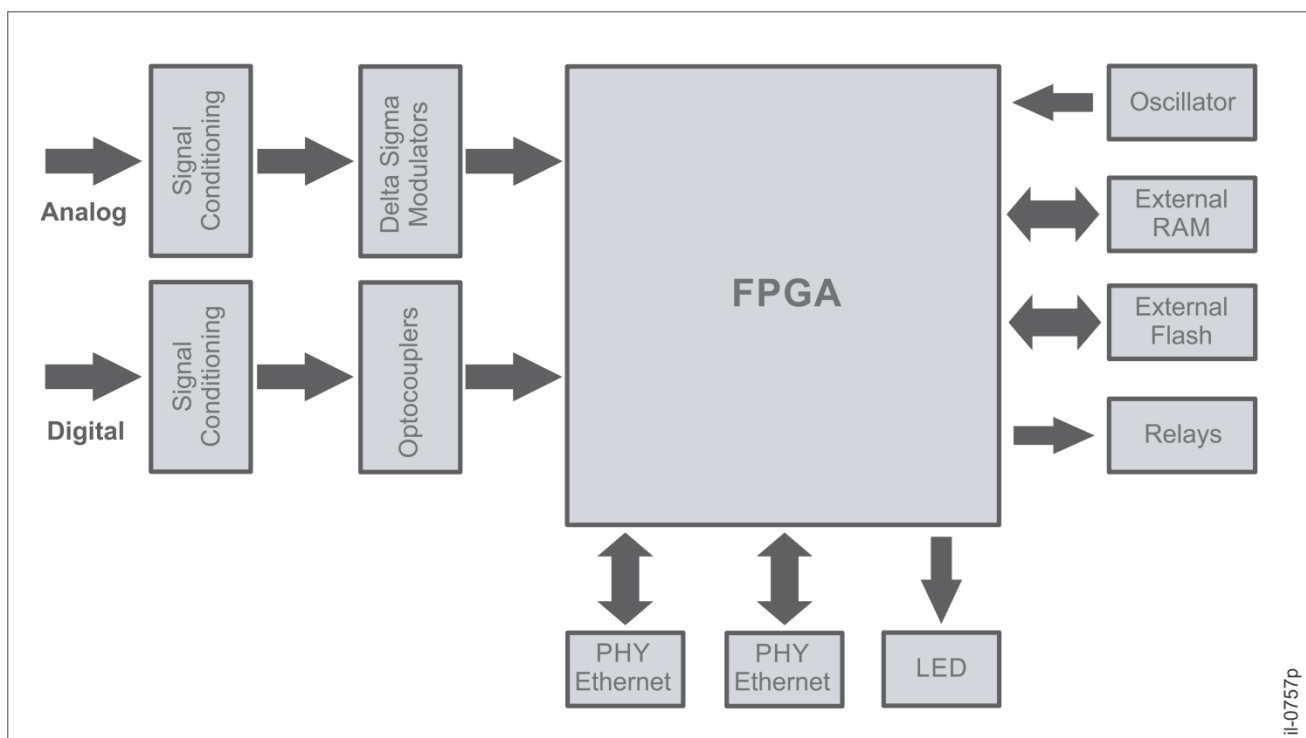 Signal
Conditioning
Delta Sigma
Modulators
Analog
Signal
Conditioning
Optocouplers
Digital
FPGA
Oscillator
External
RAM
External
Flash
Relays
PHY
Ethernet
PHY
Ethernet
LED
il-0757p